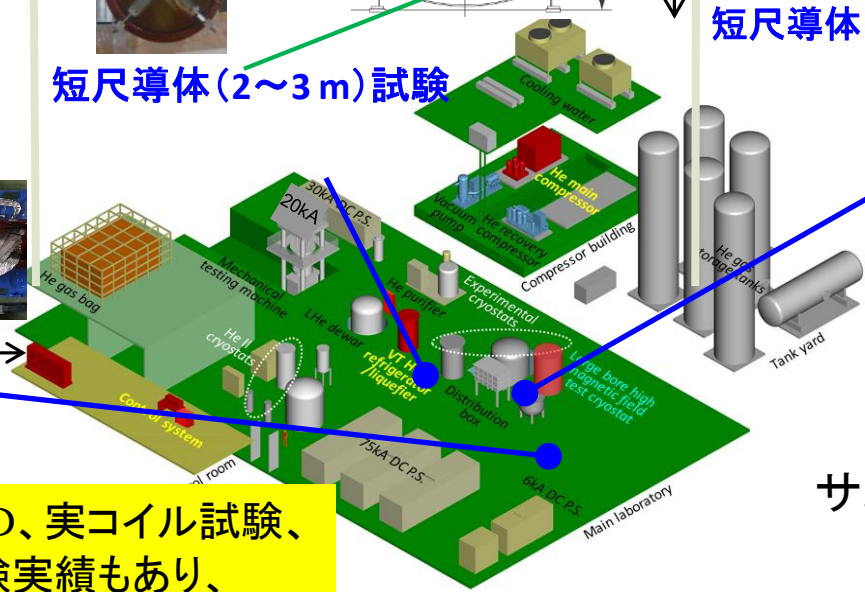 短尺導体
短尺導体(2～3 m)試験
Cooling water
He main
compressor
Vacuum
pump
He recovery
compressor
Compressor building
30kA DC P.S.
20kA
Mechanical
testing machine
He gas bag
He purifier
Experimental
cryostats
He gas
storage tanks
Tank yard
LHe dewar
He II
cryostats
VT H
refrigerator
/liquefier
Distribution
box
Large bore high
magnetic field
test cryostat
Control system
room
75kA DC P.S.
6kA DC P.S.
Main laboratory
、実コイル試験、
実績もあり、
サ